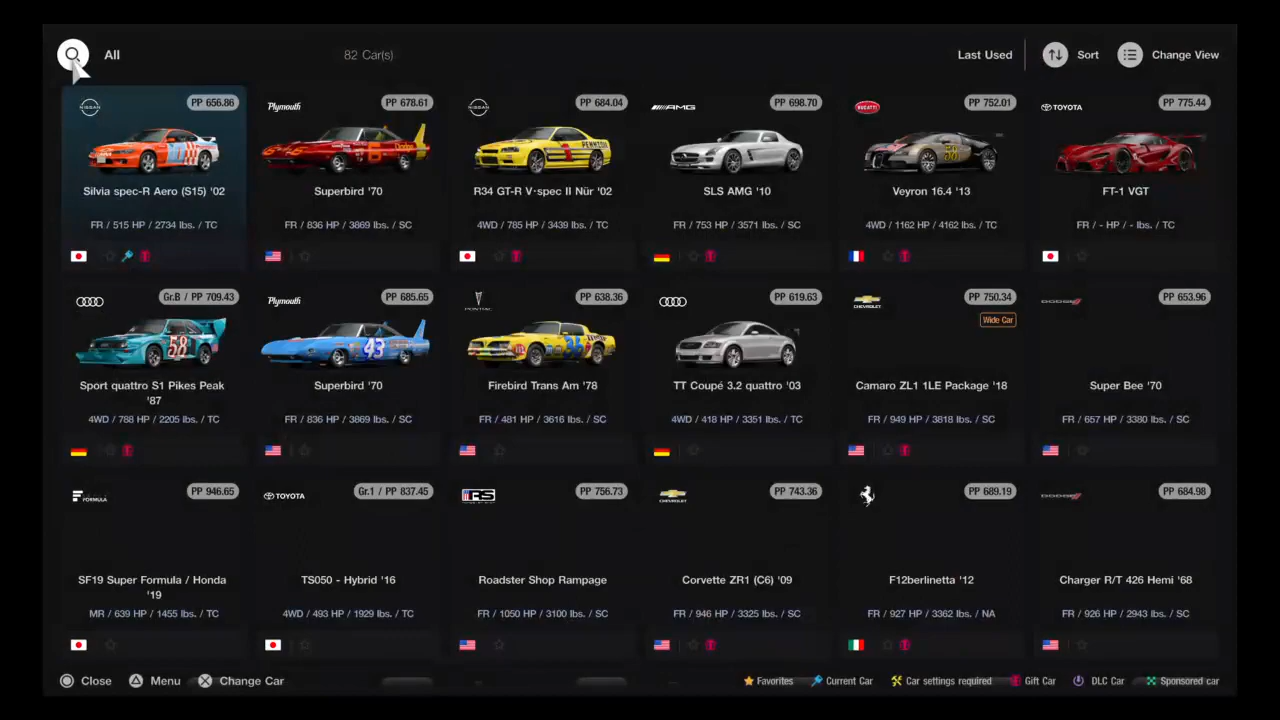 All
82 Car(s)
Last Used
Sort
Change View
NISSAN
PP 656.86
Silvia spec-R Aero (S15) '02
FR / 515 HP / 2734 lbs. / TC
Plymouth
PP 678.61
Superbird '70
FR / 836 HP / 3869 lbs. / SC
NISSAN
PP 684.04
R34 GT-R V·spec II Nür '02
4WD / 785 HP / 3439 lbs. / TC
AMG
PP 698.70
SLS AMG '10
FR / 753 HP / 3571 lbs. / SC
BUGATTI
PP 752.01
Veyron 16.4 '13
4WD / 1162 HP / 4162 lbs. / TC
TOYOTA
PP 775.44
FT-1 VGT
FR / - HP / - lbs. / TC
Gr.B / PP 709.43
58
Sport quattro S1 Pikes Peak
'87
4WD / 788 HP / 2205 lbs. / TC
Plymouth
PP 685.65
43
Superbird '70
FR / 836 HP / 3869 lbs. / SC
PONTIAC
PP 638.36
Firebird Trans Am '78
FR / 481 HP / 3616 lbs. / SC
PP 619.63
TT Coupé 3.2 quattro '03
4WD / 418 HP / 3351 lbs. / TC
CHEVROLET
PP 750.34
Wide Car
Camaro ZL1 1LE Package '18
FR / 949 HP / 3818 lbs. / SC
DODGE
PP 653.96
Super Bee '70
FR / 657 HP / 3380 lbs. / SC
FORMULA
PP 946.65
SF19 Super Formula / Honda
'19
MR / 639 HP / 1455 lbs. / TC
TOYOTA
Gr.1 / PP 837.45
TS050 - Hybrid '16
4WD / 493 HP / 1929 lbs. / TC
RS
PP 756.73
Roadster Shop Rampage
FR / 1050 HP / 3100 lbs. / SC
CHEVROLET
PP 743.36
Corvette ZR1 (C6) '09
FR / 946 HP / 3325 lbs. / SC
PP 689.19
F12berlinetta '12
FR / 927 HP / 3362 lbs. / NA
DODGE
PP 684.98
Charger R/T 426 Hemi '68
FR / 926 HP / 2943 lbs. / SC
Close
Menu
Change Car
Favorites
Current Car
Car settings required
Gift Car
DLC Car
Sponsored car